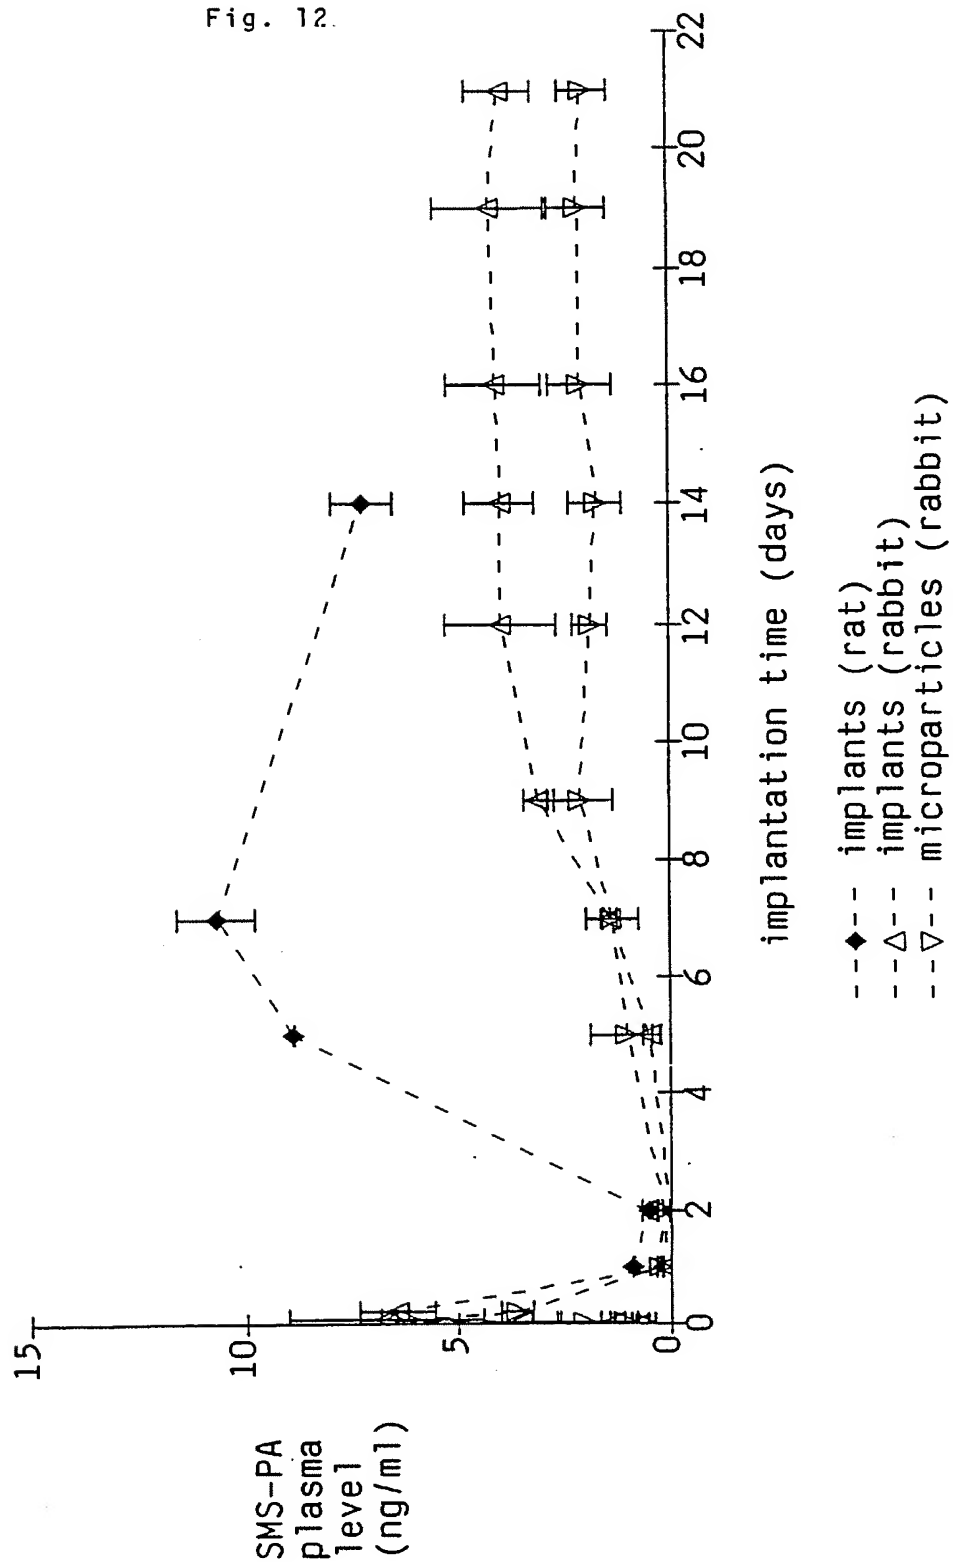 Fig. 12.
SMS-PA
plasma
level
(ng/ml)
15
10
5
0
0
2
4
6
8
10
12
14
16
18
20
22
implantation time (days)
implants (rat)
implants (rabbit)
microparticles (rabbit)